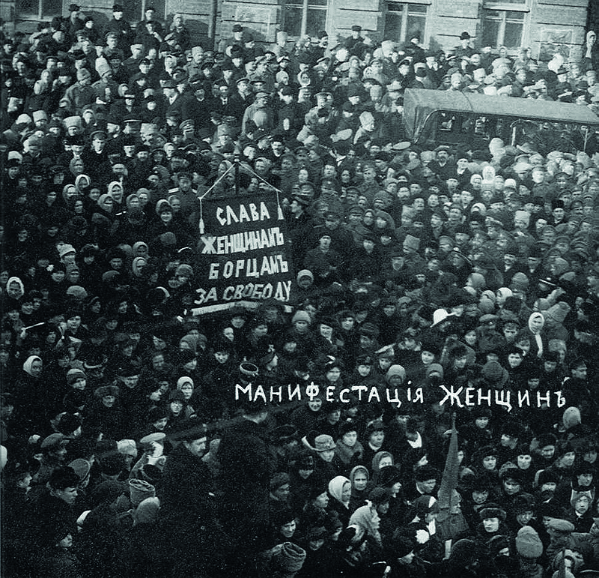 СЛАВА
ЖЕНЩИНАМЪ
БОРЦАМЪ
ЗА СВОБОДУ
МАНИФЕСТАЦІЯ ЖЕНЩИНЪ